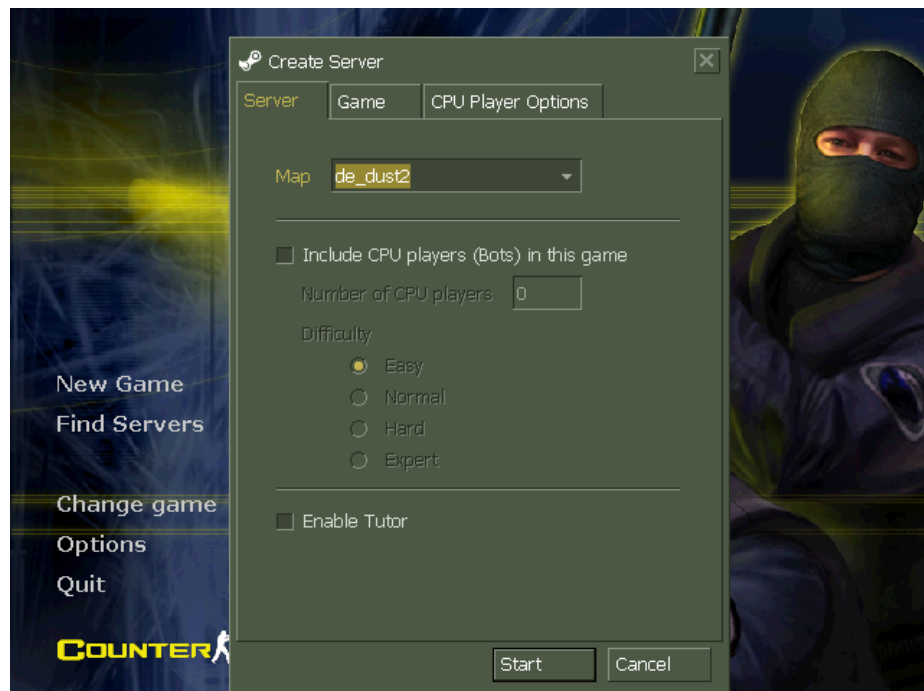 Create Server
Server Game CPU Player Options
Map de_dust2
Include CPU players (Bots) in this game
Number of CPU players 0
Difficulty
Easy
Normal
Hard
Expert
Enable Tutor
Start Cancel
New Game
Find Servers
Change game
Options
Quit
COUNTER